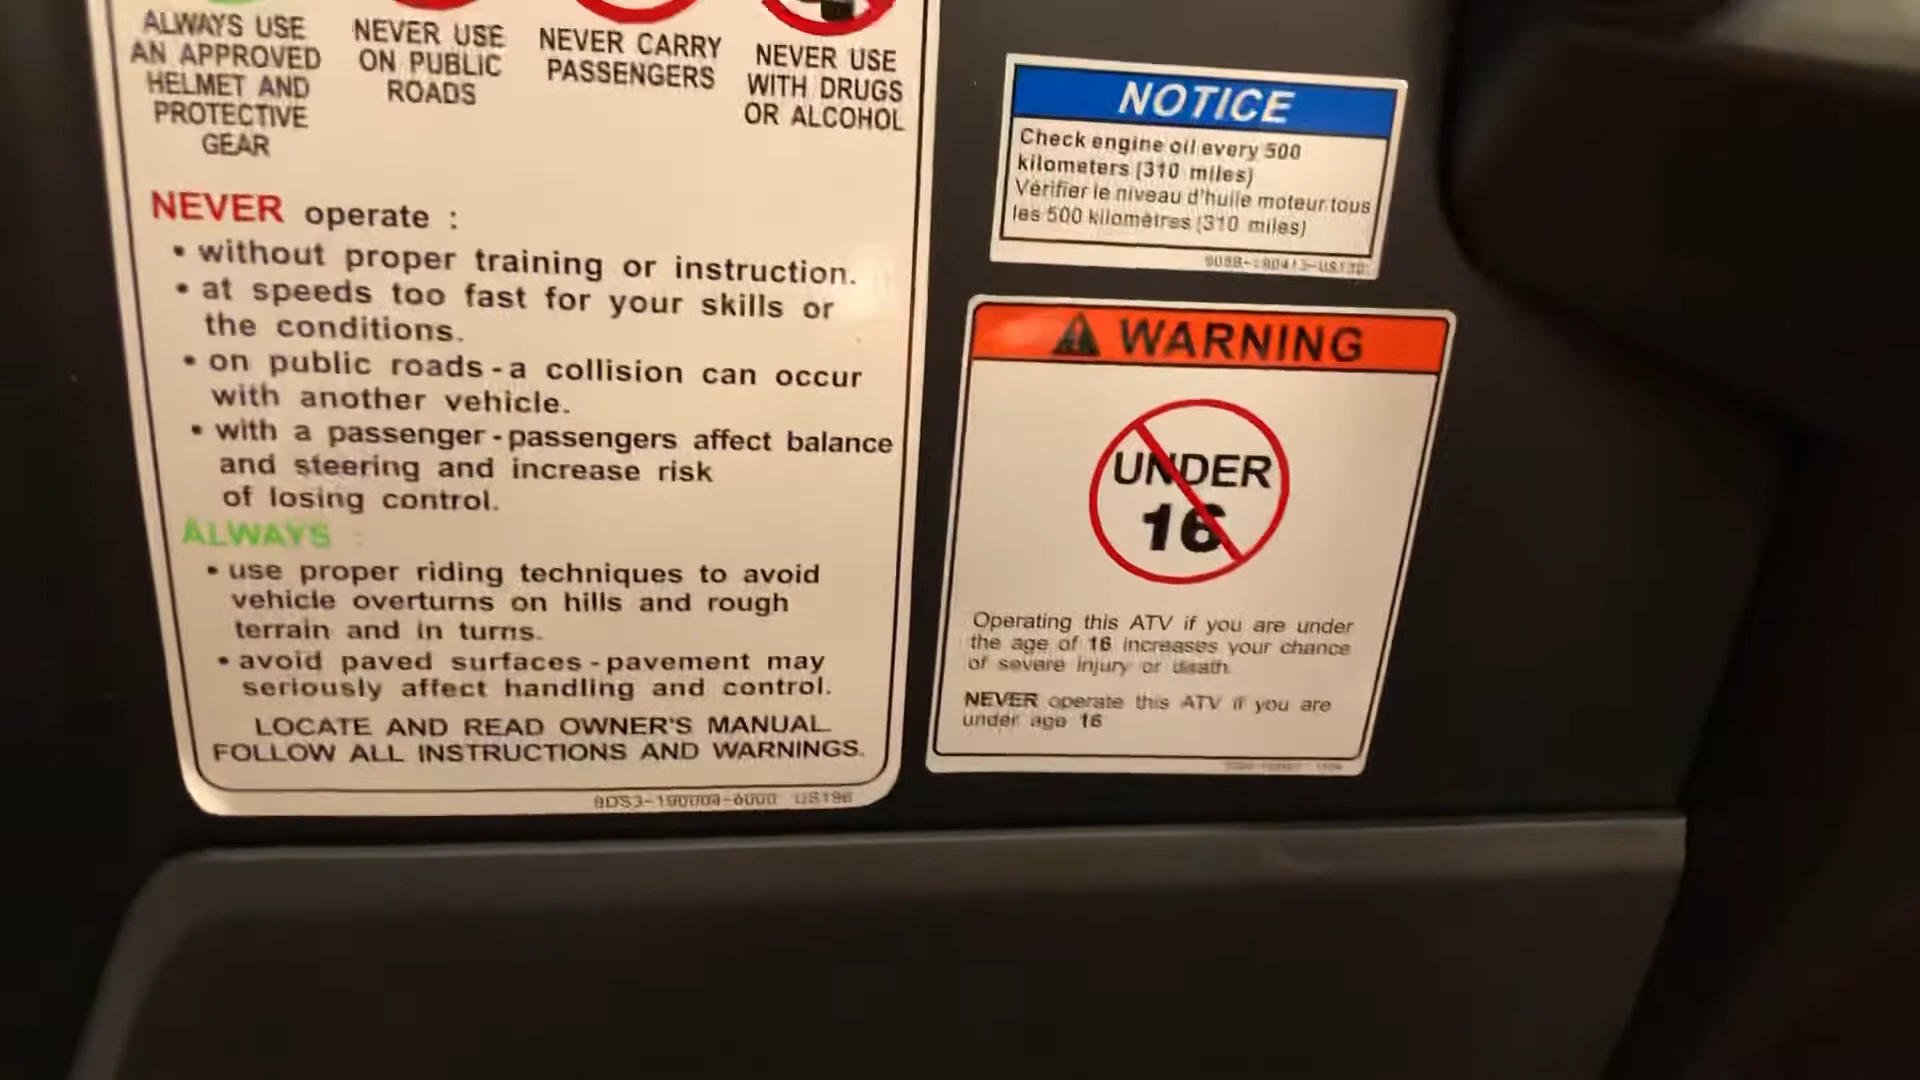 ALWAYS USE
AN APPROVED
HELMET AND
PROTECTIVE
GEAR
NEVER USE
ON PUBLIC
ROADS
NEVER CARRY
PASSENGERS
NEVER USE
WITH DRUGS
OR ALCOHOL
NEVER operate :
• without proper training or instruction.
• at speeds too fast for your skills or
the conditions.
• on public roads - a collision can occur
with another vehicle.
• with a passenger - passengers affect balance
and steering and increase risk
of losing control.
ALWAYS :
• use proper riding techniques to avoid
vehicle overturns on hills and rough
terrain and in turns.
• avoid paved surfaces - pavement may
seriously affect handling and control.
LOCATE AND READ OWNER'S MANUAL.
FOLLOW ALL INSTRUCTIONS AND WARNINGS.
NOTICE
Check engine oil every 500
kilometers (310 miles)
Vérifier le niveau d'huile moteur tous
les 500 kilomètres (310 miles)
WARNING
UNDER
16
Operating this ATV if you are under
the age of 16 increases your chance
of severe injury or death.
NEVER operate this ATV if you are
under age 16